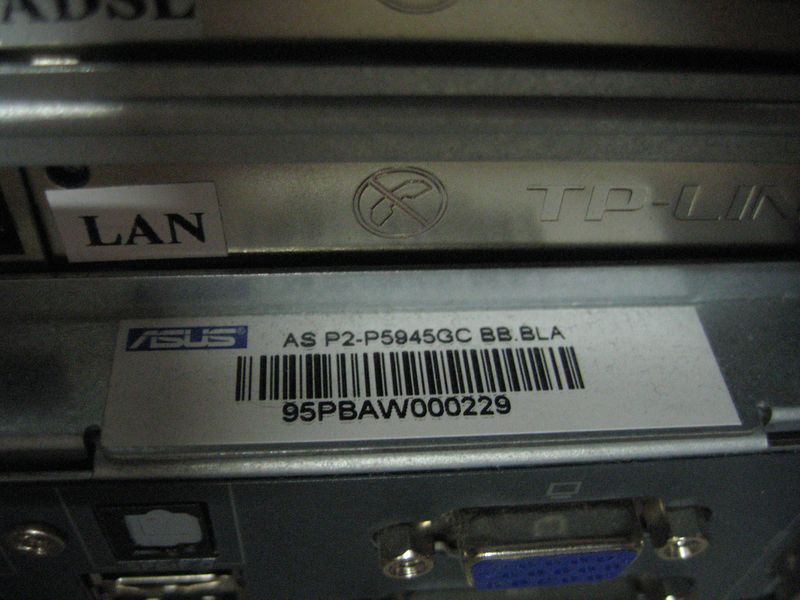 ADSL
LAN
TP-LIN
ASUS® AS P2-P5945GC BB.BLA
95PBAW000229